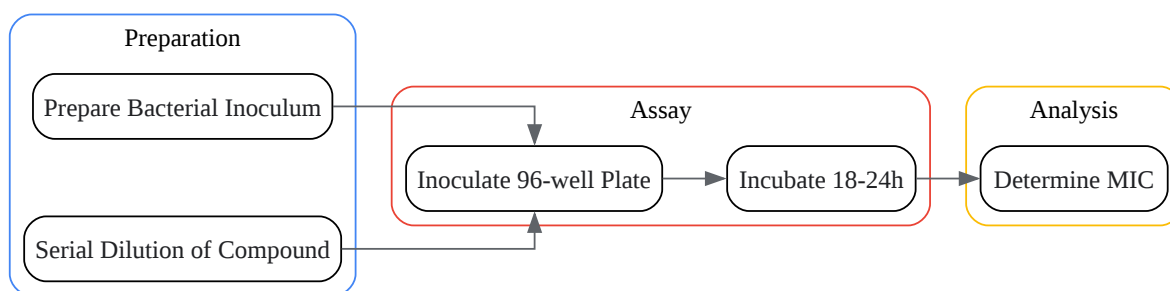 Preparation
Prepare Bacterial Inoculum
Serial Dilution of Compound
Assay
Inoculate 96-well Plate
Incubate 18-24h
Analysis
Determine MIC